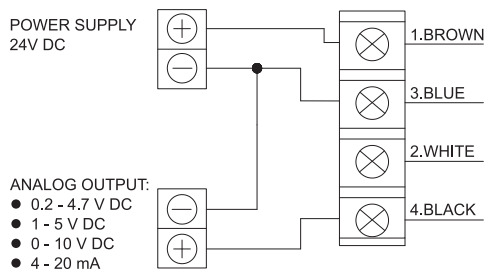 POWER SUPPLY
24V DC
1.BROWN
3.BLUE
2.WHITE
4.BLACK
ANALOG OUTPUT:
● 0.2 - 4.7 V DC
● 1 - 5 V DC
● 0 - 10 V DC
● 4 - 20 mA